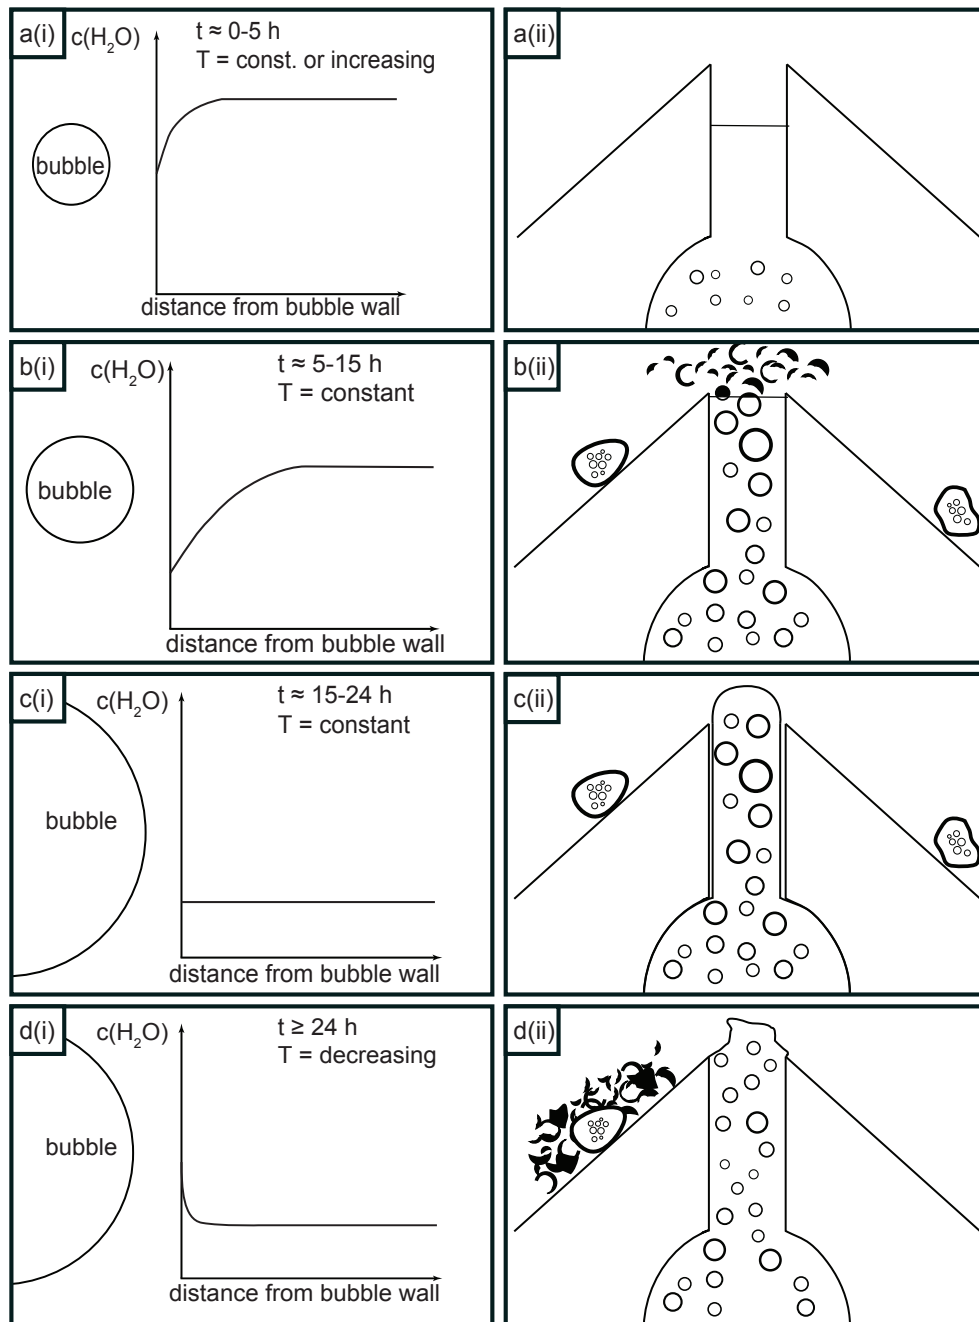 a(i)
c(H₂O)
t ≈ 0-5 h
T = const. or increasing
bubble
distance from bubble wall
a(ii)
b(i)
c(H₂O)
t ≈ 5-15 h
T = constant
bubble
distance from bubble wall
b(ii)
c(i)
c(H₂O)
t ≈ 15-24 h
T = constant
bubble
distance from bubble wall
c(ii)
d(i)
c(H₂O)
t ≥ 24 h
T = decreasing
bubble
distance from bubble wall
d(ii)